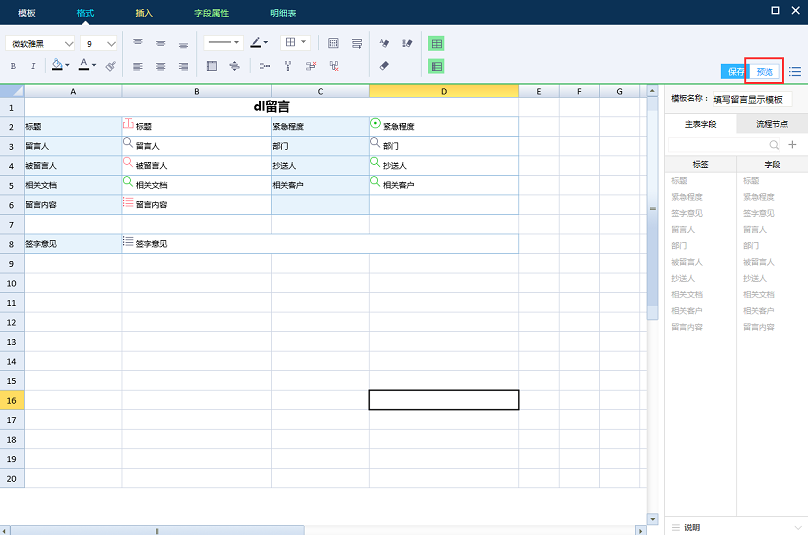 模板 格式 插入 字段属性 明细表
微软雅黑 9
B I A
保存 预览
A B C D E F G
模板名称： 填写留言显示模板
1 dl留言
主表字段 流程节点
2 标题 标题 紧急程度 紧急程度
3 留言人 留言人 部门 部门
4 被留言人 被留言人 抄送人 抄送人
5 相关文档 相关文档 相关客户 相关客户
6 留言内容 留言内容
7
8 签字意见 签字意见
9
10
11
12
13
14
15
16
17
18
19
20
标签 字段
标题 标题
紧急程度 紧急程度
签字意见 签字意见
留言人 留言人
部门 部门
被留言人 被留言人
抄送人 抄送人
相关文档 相关文档
相关客户 相关客户
留言内容 留言内容
说明